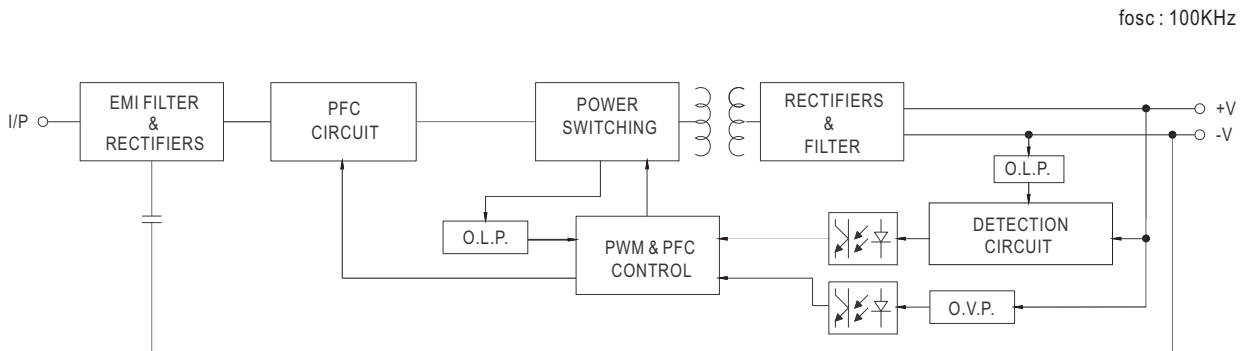 fosc : 100KHz
I/P
EMI FILTER
&
RECTIFIERS
PFC
CIRCUIT
POWER
SWITCHING
RECTIFIERS
&
FILTER
+V
-V
O.L.P.
DETECTION
CIRCUIT
O.L.P.
PWM & PFC
CONTROL
O.V.P.